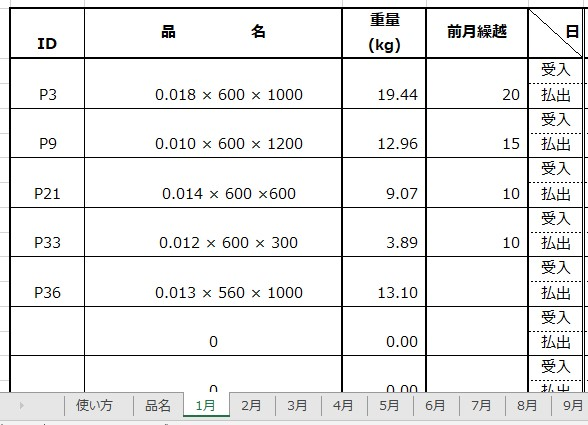 ID 品 名 重量 (kg) 前月繰越 日
受入
P3 0.018 × 600 × 1000 19.44 20 払出
受入
P9 0.010 × 600 × 1200 12.96 15 払出
受入
P21 0.014 × 600 ×600 9.07 10 払出
受入
P33 0.012 × 600 × 300 3.89 10 払出
受入
P36 0.013 × 560 × 1000 13.10 払出
受入
0 0.00 払出
受入
0 0.00 払出
使い方 品名 1月 2月 3月 4月 5月 6月 7月 8月 9月